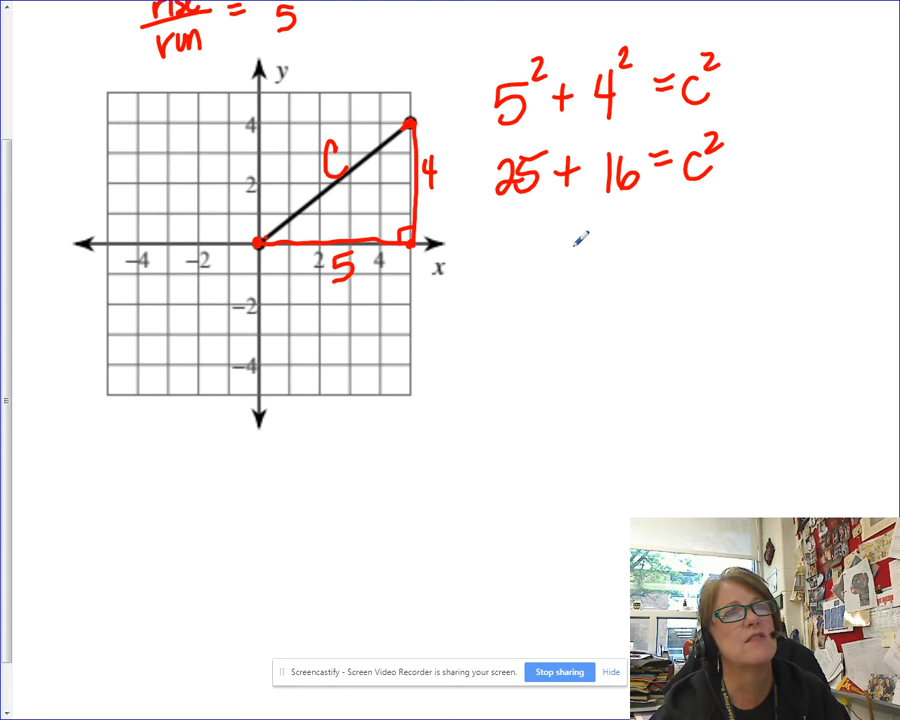 rise/run = 5
y
5² + 4² = c²
4
C
4
25 + 16 = c²
2
-4 -2 2 4
5
x
-2
-4
Screencastify - Screen Video Recorder is sharing your screen. Stop sharing Hide